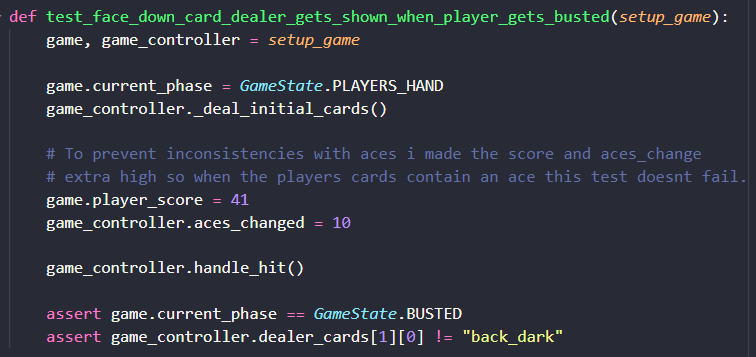 def test_face_down_card_dealer_gets_shown_when_player_gets_busted(setup_game):
game, game_controller = setup_game
game.current_phase = GameState.PLAYERS_HAND
game_controller._deal_initial_cards()
# To prevent inconsistencies with aces i made the score and aces_change
# extra high so when the players cards contain an ace this test doesnt fail.
game.player_score = 41
game_controller.aces_changed = 10
game_controller.handle_hit()
assert game.current_phase == GameState.BUSTED
assert game_controller.dealer_cards[1][0] != "back_dark"